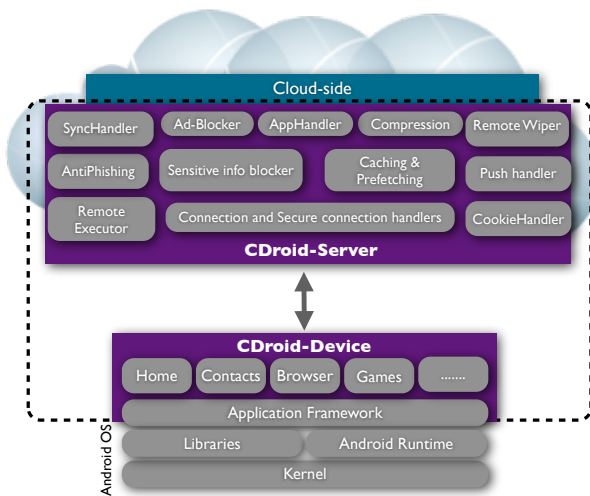 Cloud-side
SyncHandler
Ad-Blocker
AppHandler
Compression
Remote Wiper
AntiPhishing
Sensitive info blocker
Caching &
Prefetching
Push handler
Remote
Executor
Connection and Secure connection handlers
CookieHandler
CDroid-Server
CDroid-Device
Home
Contacts
Browser
Games
.......
Application Framework
Android OS
Libraries
Android Runtime
Kernel